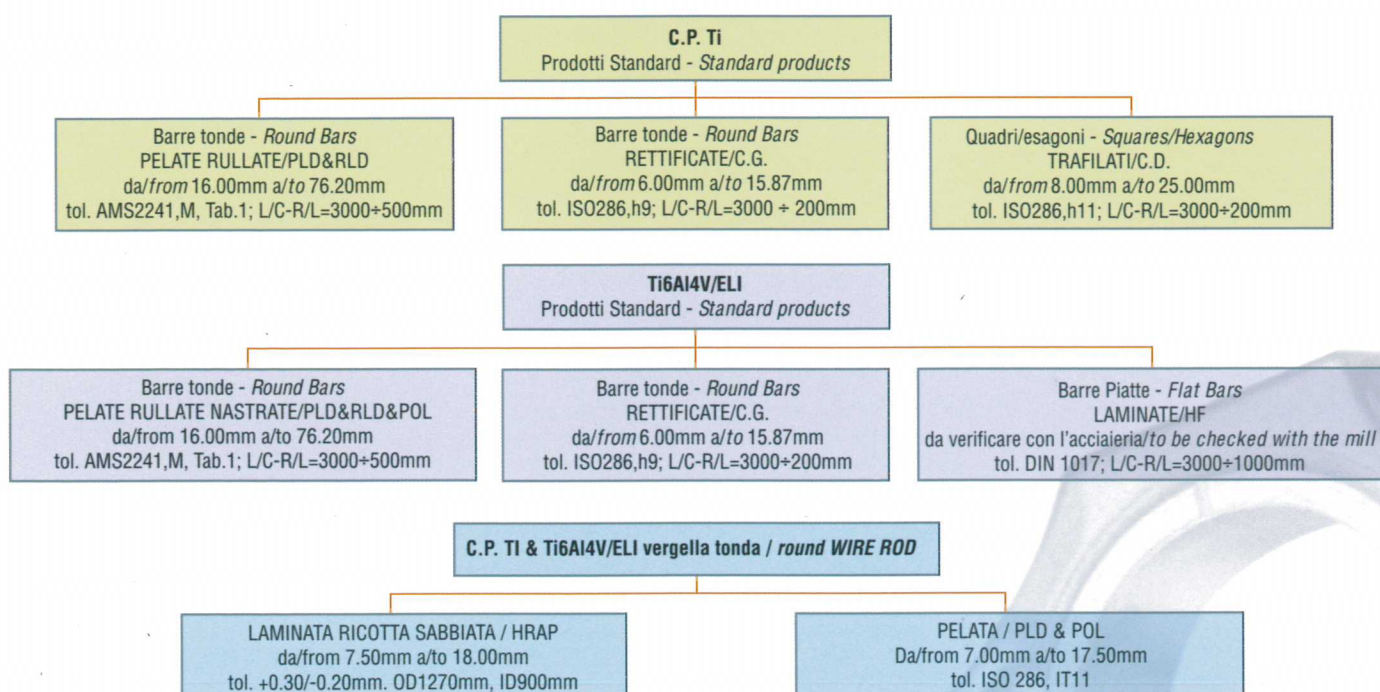 C.P. Ti
Prodotti Standard - Standard products
Barre tonde - Round Bars
PELATE RULLATE/PLD&RLD
da/from 16.00mm a/to 76.20mm
tol. AMS2241,M, Tab.1; L/C-R/L=3000÷500mm
Barre tonde - Round Bars
RETTIFICATE/C.G.
da/from 6.00mm a/to 15.87mm
tol. ISO286,h9; L/C-R/L=3000 ÷ 200mm
Quadri/esagoni - Squares/Hexagons
TRAFILATI/C.D.
da/from 8.00mm a/to 25.00mm
tol. ISO286,h11; L/C-R/L=3000÷200mm
Ti6Al4V/ELI
Prodotti Standard - Standard products
Barre tonde - Round Bars
PELATE RULLATE NASTRATE/PLD&RLD&POL
da/from 16.00mm a/to 76.20mm
tol. AMS2241,M, Tab.1; L/C-R/L=3000÷500mm
Barre tonde - Round Bars
RETTIFICATE/C.G.
da/from 6.00mm a/to 15.87mm
tol. ISO286,h9; L/C-R/L=3000÷200mm
Barre Piatte - Flat Bars
LAMINATE/HF
da verificare con l'acciaieria/to be checked with the mill
tol. DIN 1017; L/C-R/L=3000÷1000mm
C.P. TI & Ti6Al4V/ELI vergella tonda / round WIRE ROD
LAMINATA RICOTTA SABBIATA / HRAP
da/from 7.50mm a/to 18.00mm
tol. +0.30/-0.20mm. OD1270mm, ID900mm
PELATA / PLD & POL
Da/from 7.00mm a/to 17.50mm
tol. ISO 286, IT11